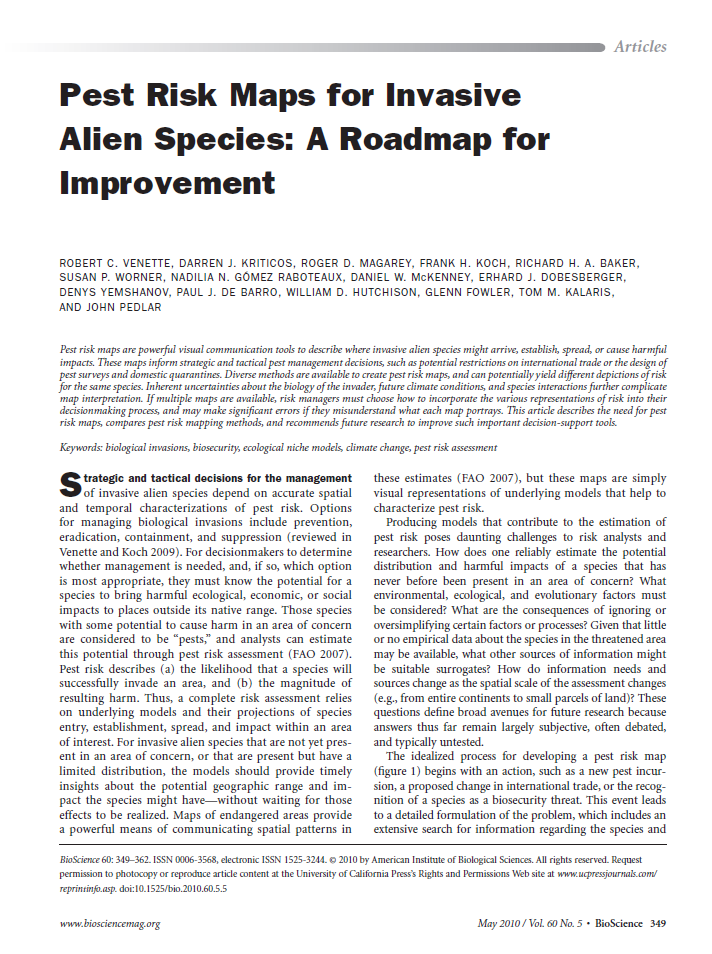 Articles
Pest Risk Maps for Invasive
Alien Species: A Roadmap for
Improvement
ROBERT C. VENETTE, DARREN J. KRITICOS, ROGER D. MAGAREY, FRANK H. KOCH, RICHARD H. A. BAKER,
SUSAN P. WORNER, NADILIA N. GÓMEZ RABOTEAUX, DANIEL W. McKENNEY, ERHARD J. DOBESBERGER,
DENYS YEMSHANOV, PAUL J. DE BARRO, WILLIAM D. HUTCHISON, GLENN FOWLER, TOM M. KALARIS,
AND JOHN PEDLAR
Pest risk maps are powerful visual communication tools to describe where invasive alien species might arrive, establish, spread, or cause harmful
impacts. These maps inform strategic and tactical pest management decisions, such as potential restrictions on international trade or the design of
pest surveys and domestic quarantines. Diverse methods are available to create pest risk maps, and can potentially yield different depictions of risk
for the same species. Inherent uncertainties about the biology of the invader, future climate conditions, and species interactions further complicate
map interpretation. If multiple maps are available, risk managers must choose how to incorporate the various representations of risk into their
decisionmaking process, and may make significant errors if they misunderstand what each map portrays. This article describes the need for pest
risk maps, compares pest risk mapping methods, and recommends future research to improve such important decision-support tools.
Keywords: biological invasions, biosecurity, ecological niche models, climate change, pest risk assessment
Strategic and tactical decisions for the management
of invasive alien species depend on accurate spatial
and temporal characterizations of pest risk. Options
for managing biological invasions include prevention,
eradication, containment, and suppression (reviewed in
Venette and Koch 2009). For decisionmakers to determine
whether management is needed, and, if so, which option
is most appropriate, they must know the potential for a
species to bring harmful ecological, economic, or social
impacts to places outside its native range. Those species
with some potential to cause harm in an area of concern
are considered to be “pests,” and analysts can estimate
this potential through pest risk assessment (FAO 2007).
Pest risk describes (a) the likelihood that a species will
successfully invade an area, and (b) the magnitude of
resulting harm. Thus, a complete risk assessment relies
on underlying models and their projections of species
entry, establishment, spread, and impact within an area
of interest. For invasive alien species that are not yet pres-
ent in an area of concern, or that are present but have a
limited distribution, the models should provide timely
insights about the potential geographic range and im-
pact the species might have—without waiting for those
effects to be realized. Maps of endangered areas provide
a powerful means of communicating spatial patterns in
these estimates (FAO 2007), but these maps are simply
visual representations of underlying models that help to
characterize pest risk.
Producing models that contribute to the estimation of
pest risk poses daunting challenges to risk analysts and
researchers. How does one reliably estimate the potential
distribution and harmful impacts of a species that has
never before been present in an area of concern? What
environmental, ecological, and evolutionary factors must
be considered? What are the consequences of ignoring or
oversimplifying certain factors or processes? Given that little
or no empirical data about the species in the threatened area
may be available, what other sources of information might
be suitable surrogates? How do information needs and
sources change as the spatial scale of the assessment changes
(e.g., from entire continents to small parcels of land)? These
questions define broad avenues for future research because
answers thus far remain largely subjective, often debated,
and typically untested.
The idealized process for developing a pest risk map
(figure 1) begins with an action, such as a new pest incur-
sion, a proposed change in international trade, or the recog-
nition of a species as a biosecurity threat. This event leads
to a detailed formulation of the problem, which includes an
extensive search for information regarding the species and
BioScience 60: 349–362. ISSN 0006-3568, electronic ISSN 1525-3244. © 2010 by American Institute of Biological Sciences. All rights reserved. Request
permission to photocopy or reproduce article content at the University of California Press's Rights and Permissions Web site at www.ucpressjournals.com/
reprintinfo.asp. doi:10.1525/bio.2010.60.5.5
www.biosciencemag.org
May 2010 / Vol. 60 No. 5 • BioScience 349